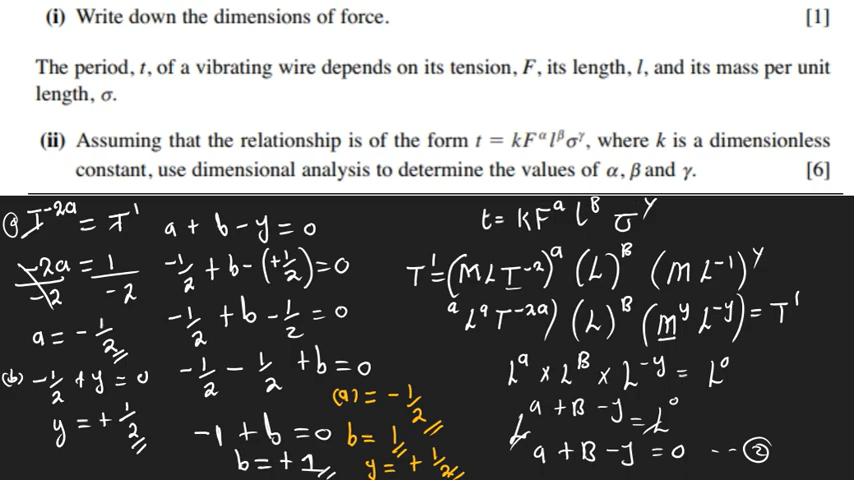 (i) Write down the dimensions of force. [1]
The period, t, of a vibrating wire depends on its tension, F, its length, l, and its mass per unit
length, σ.
(ii) Assuming that the relationship is of the form t = kF^α l^β σ^γ, where k is a dimensionless
constant, use dimensional analysis to determine the values of α, β and γ. [6]
T^-2a = T^1
-2a/-2 = 1/-2
a = -1/2
(b) -1/2 + y = 0
y = + 1/2
a + b - y = 0
-1/2 + b - (+1/2) = 0
-1/2 + b - 1/2 = 0
-1/2 - 1/2 + b = 0
-1 + b = 0
b = + 1
(a) = -1/2
b = 1
y = + 1/2
t = KF^a l^B σ^y
T^1 = (MLT^-2)^a (L)^B (ML^-1)^y
^a L^a T^-2a) (L)^B (m^y L^-y) = T^1
L^a × L^B × L^-y = L^0
L^a + B - y = L^0
a + B - y = 0 -- ②